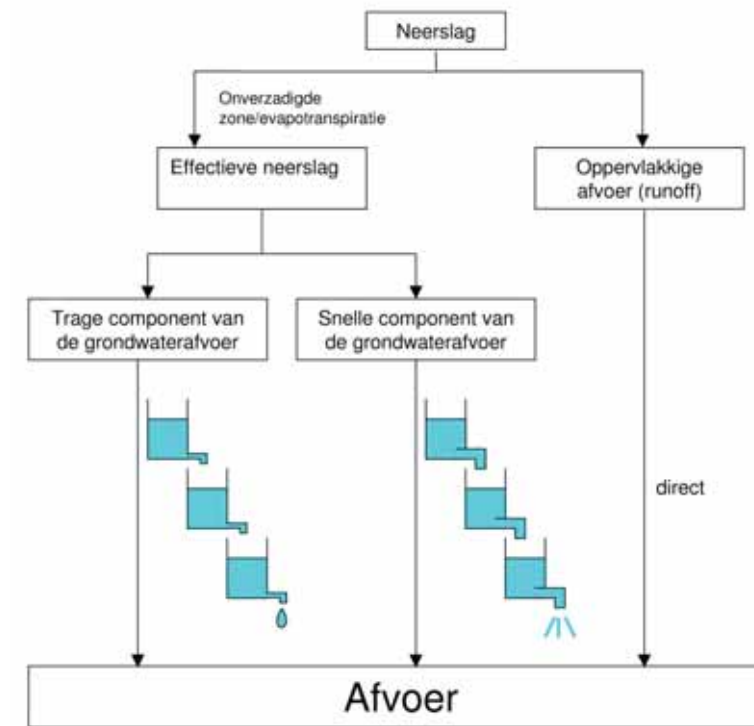 Neerslag
Onverzadigde
zone/evapotranspiratie
Effectieve neerslag
Oppervlakkige
afvoer (runoff)
Trage component van
de grondwaterafvoer
Snelle component van
de grondwaterafvoer
direct
Afvoer